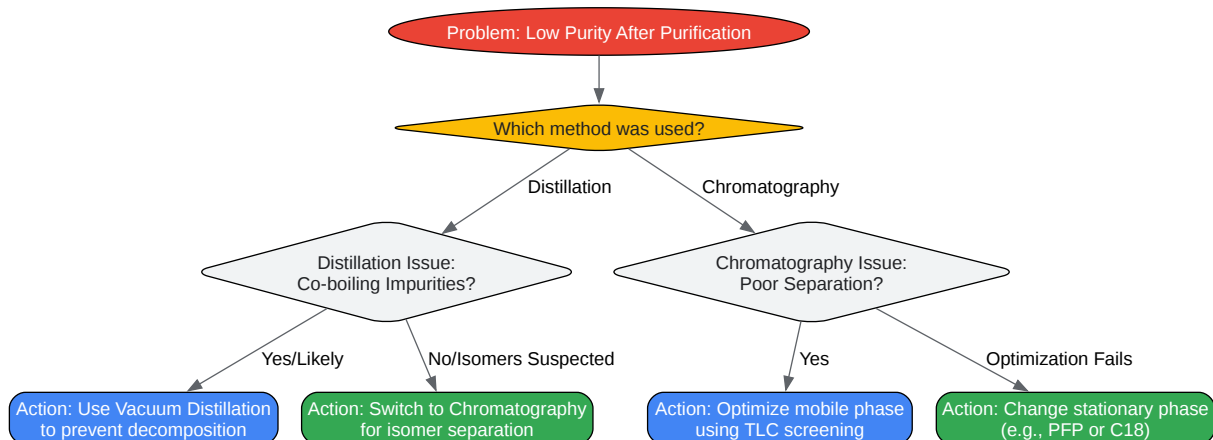 Problem: Low Purity After Purification
Which method was used?
Distillation
Chromatography
Distillation Issue:
Co-boiling Impurities?
Chromatography Issue:
Poor Separation?
Yes/Likely
No/Isomers Suspected
Yes
Optimization Fails
Action: Use Vacuum Distillation
to prevent decomposition
Action: Switch to Chromatography
for isomer separation
Action: Optimize mobile phase
using TLC screening
Action: Change stationary phase
(e.g., PFP or C18)